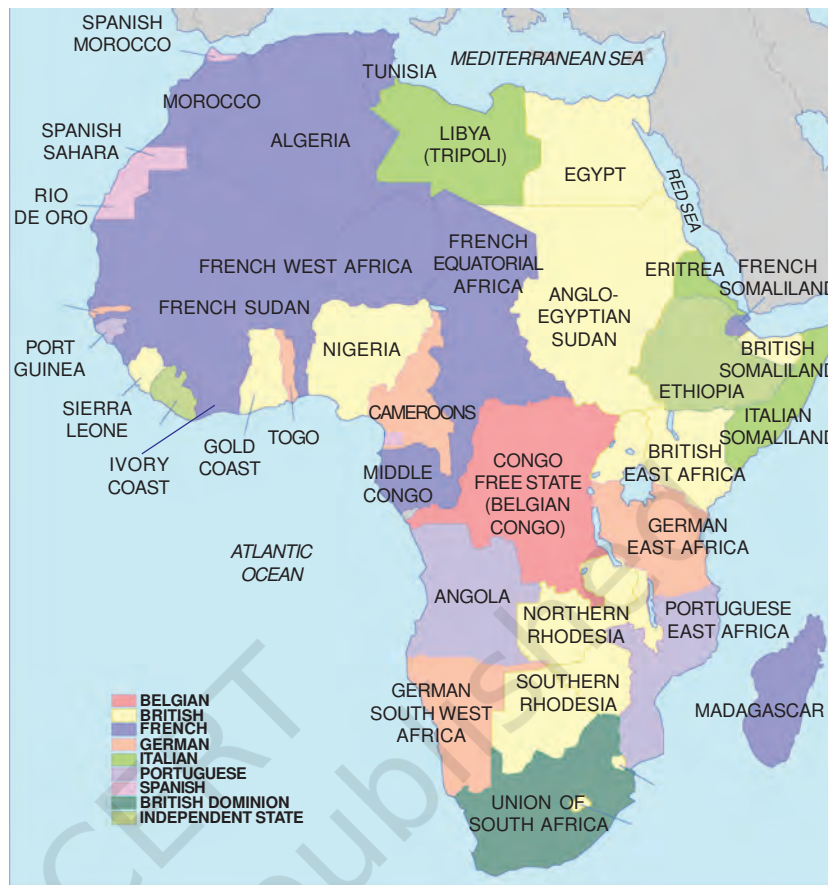 SPANISH
MOROCCO
MEDITERRANEAN SEA
TUNISIA
MOROCCO
ALGERIA
LIBYA
(TRIPOLI)
SPANISH
SAHARA
EGYPT
RED SEA
RIO
DE ORO
FRENCH WEST AFRICA
FRENCH
EQUATORIAL
AFRICA
ERITREA
FRENCH
SOMALILAND
FRENCH SUDAN
ANGLO-
EGYPTIAN
SUDAN
PORT
GUINEA
NIGERIA
BRITISH
SOMALILAND
ETHIOPIA
SIERRA
LEONE
CAMEROONS
ITALIAN
SOMALILAND
TOGO
GOLD
COAST
IVORY
COAST
BRITISH
EAST AFRICA
MIDDLE
CONGO
CONGO
FREE STATE
(BELGIAN
CONGO)
GERMAN
EAST AFRICA
ATLANTIC
OCEAN
ANGOLA
NORTHERN
RHODESIA
PORTUGUESE
EAST AFRICA
GERMAN
SOUTH WEST
AFRICA
SOUTHERN
RHODESIA
MADAGASCAR
UNION OF
SOUTH AFRICA
BELGIAN
BRITISH
FRENCH
GERMAN
ITALIAN
PORTUGUESE
SPANISH
BRITISH DOMINION
INDEPENDENT STATE